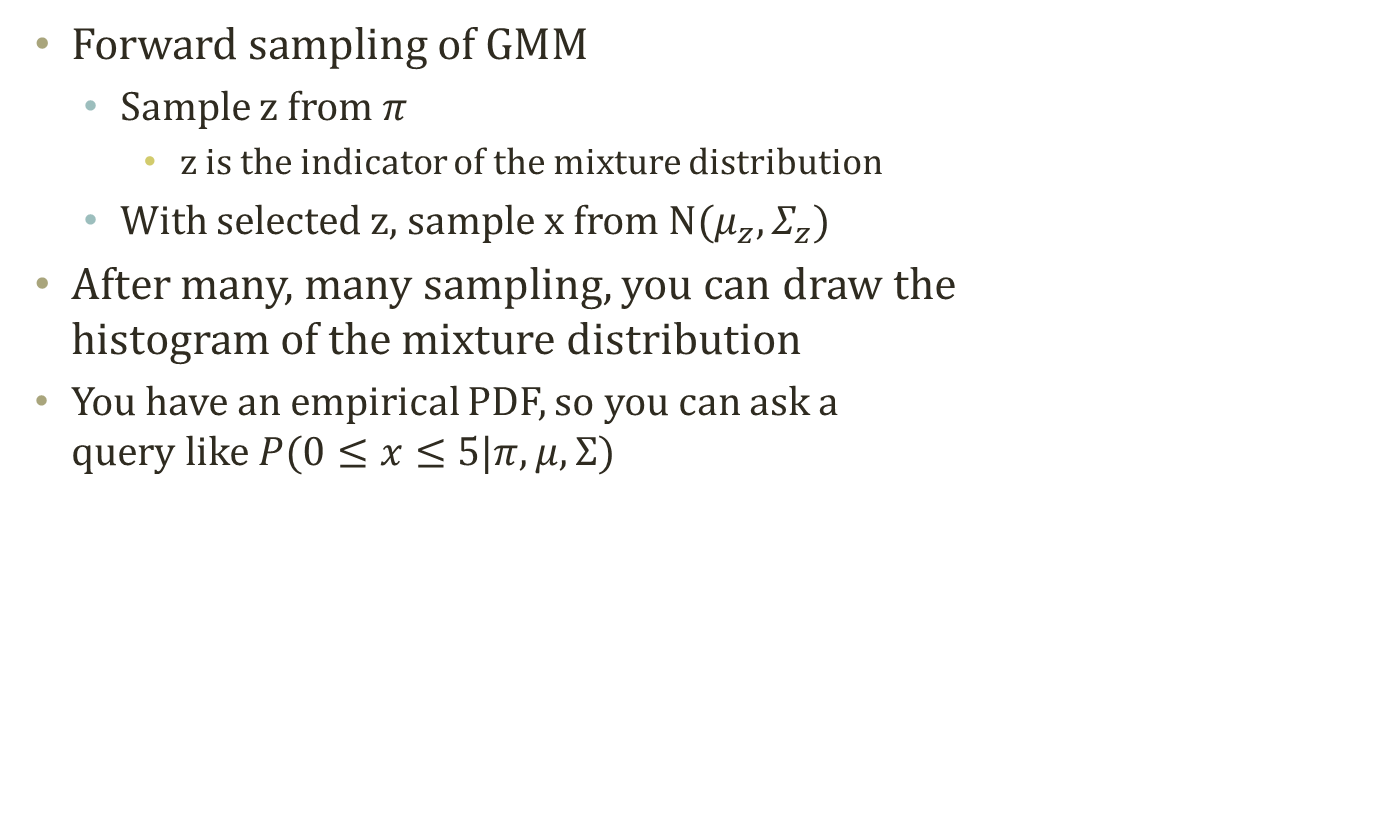 • Forward sampling of GMM
• Sample z from π
• z is the indicator of the mixture distribution
• With selected z, sample x from N(μ_z, Σ_z)
• After many, many sampling, you can draw the
histogram of the mixture distribution
• You have an empirical PDF, so you can ask a
query like P(0 ≤ x ≤ 5|π, μ, Σ)